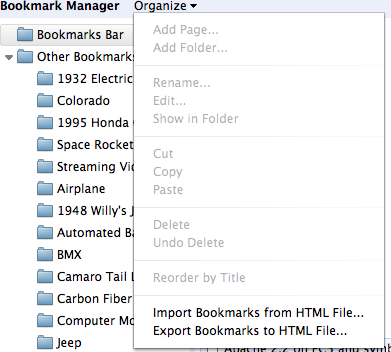 Bookmark Manager Organize
Bookmarks Bar
Other Bookmarks
1932 Electric
Colorado
1995 Honda
Space Rocket
Streaming Vid
Airplane
1948 Willy's J
Automated Ba
BMX
Camaro Tail L
Carbon Fiber
Computer Mo
Jeep
Add Page...
Add Folder...
Rename...
Edit...
Show in Folder
Cut
Copy
Paste
Delete
Undo Delete
Reorder by Title
Import Bookmarks from HTML File...
Export Bookmarks to HTML File...